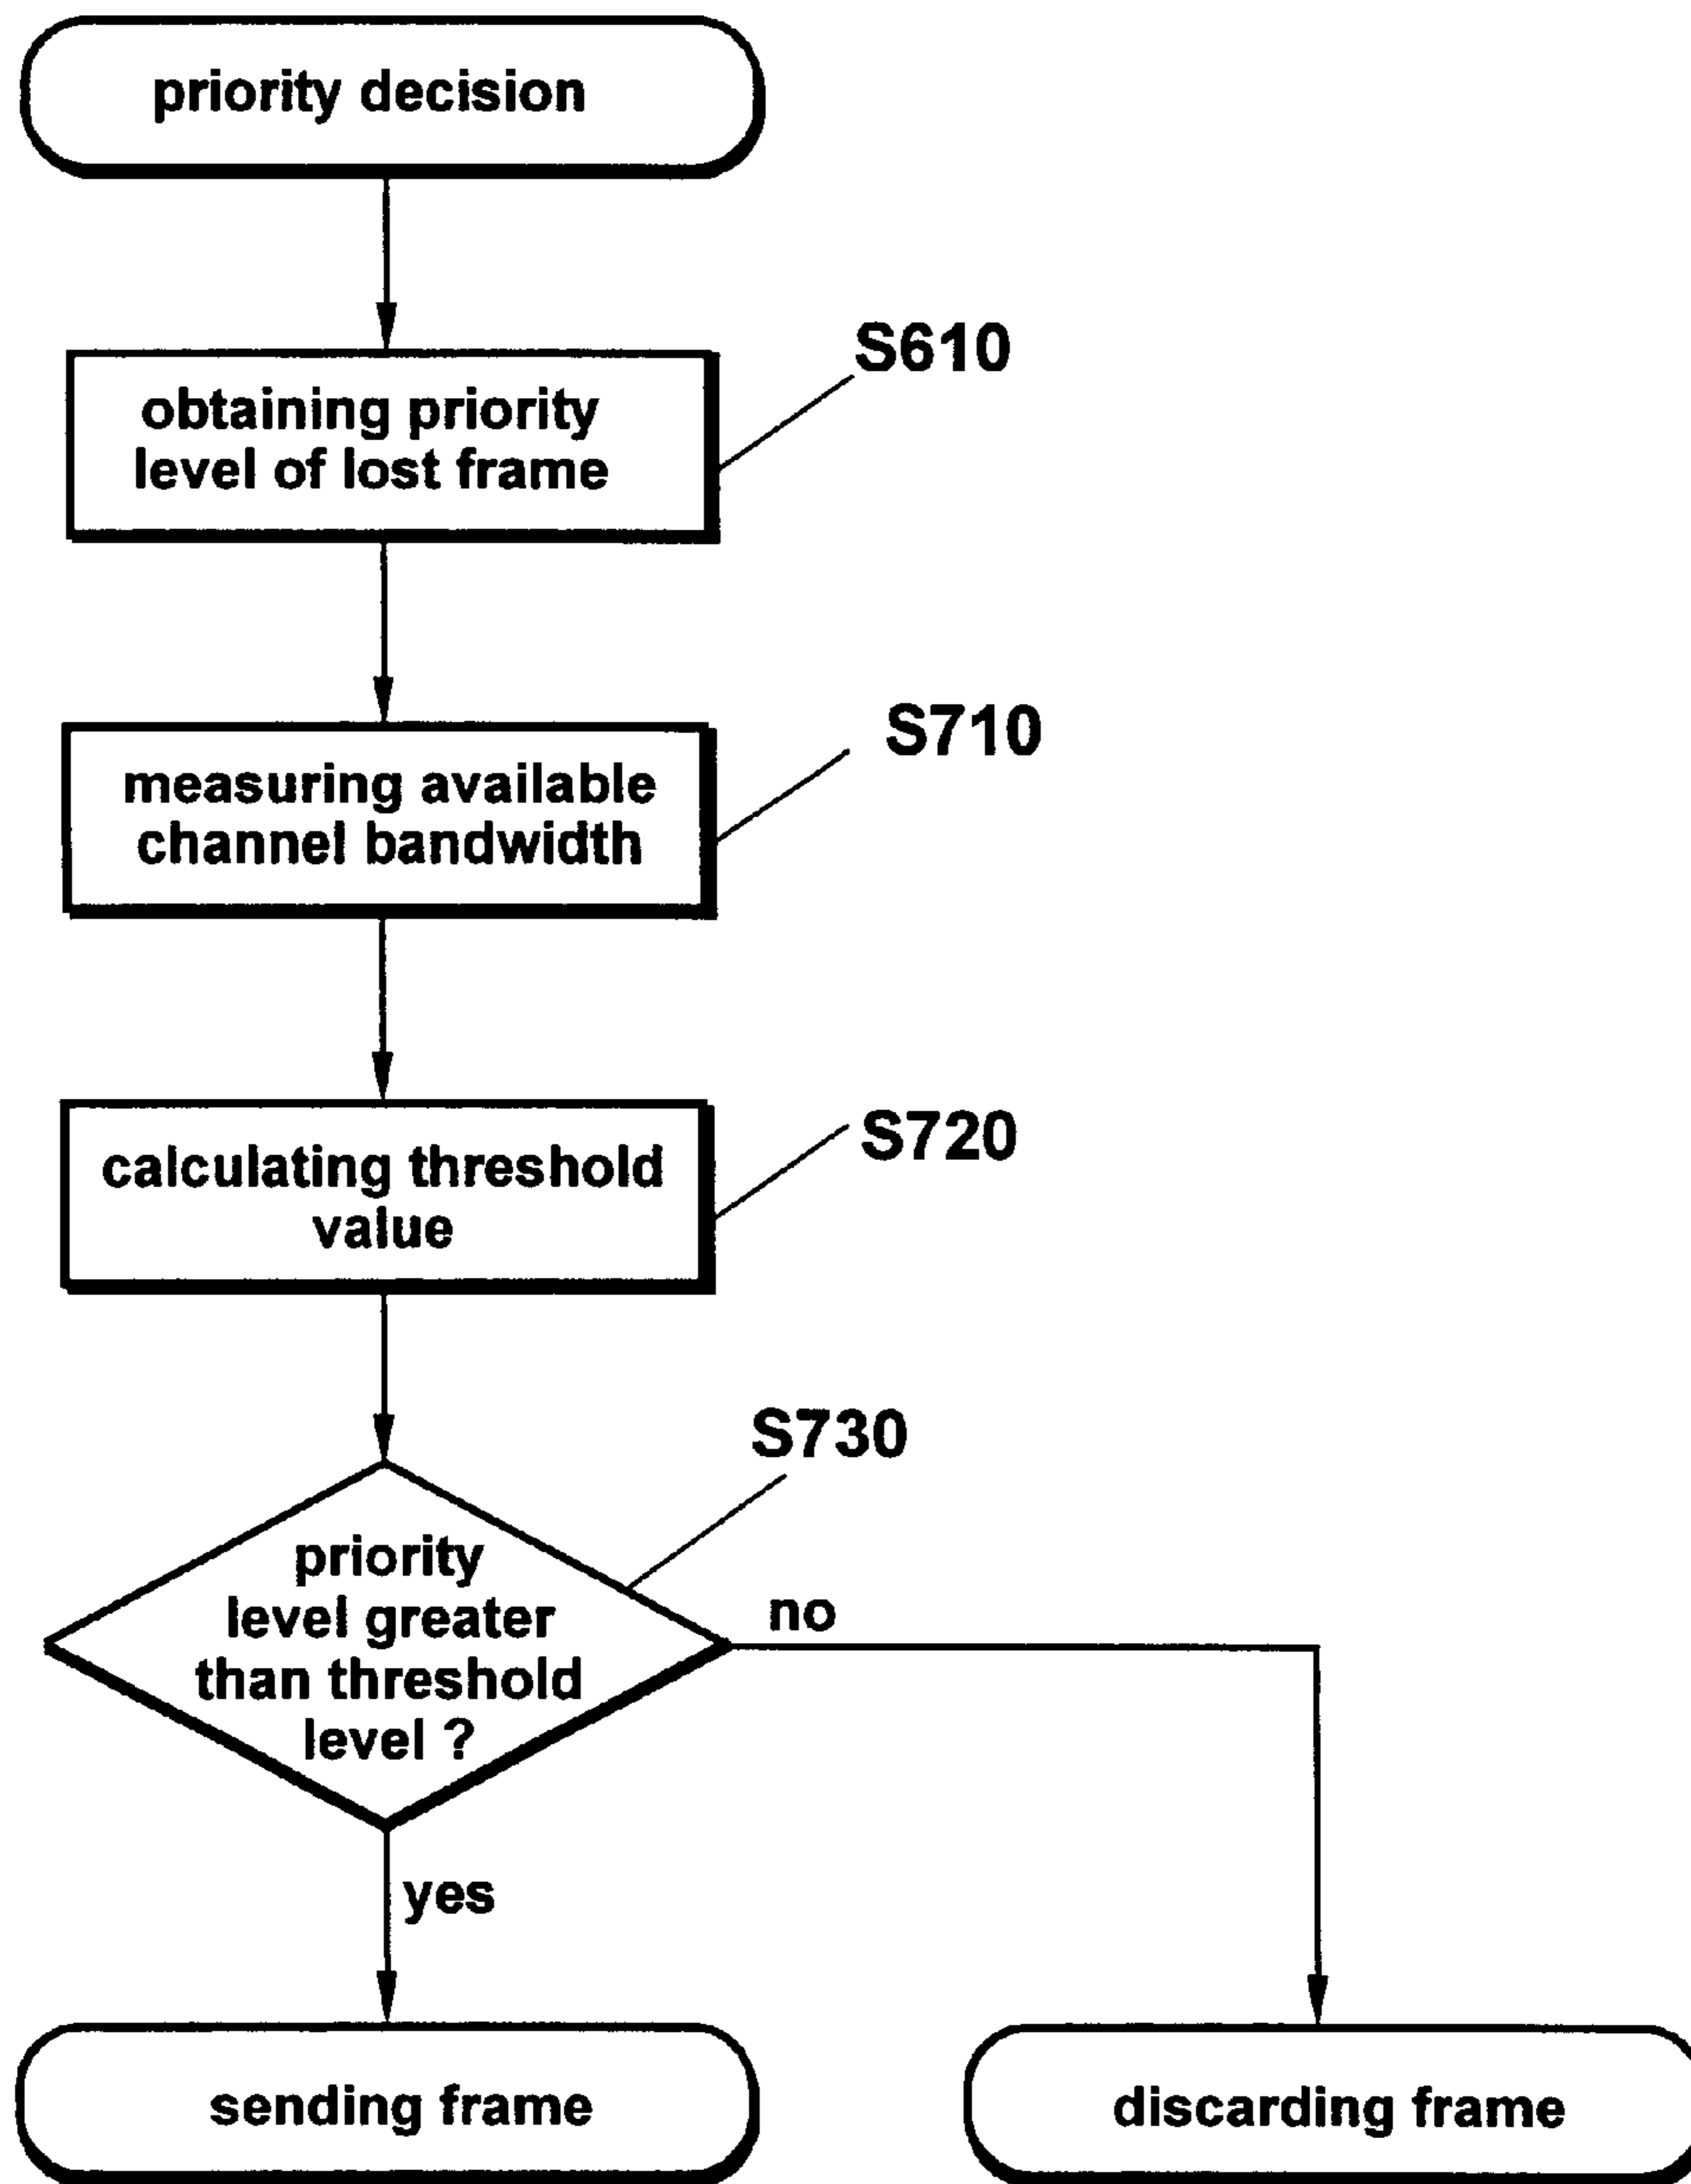 priority decision
S610
obtaining priority
level of lost frame
S710
measuring available
channel bandwidth
S720
calculating threshold
value
S730
priority
level greater
than threshold
level ?
no
yes
sending frame
discarding frame